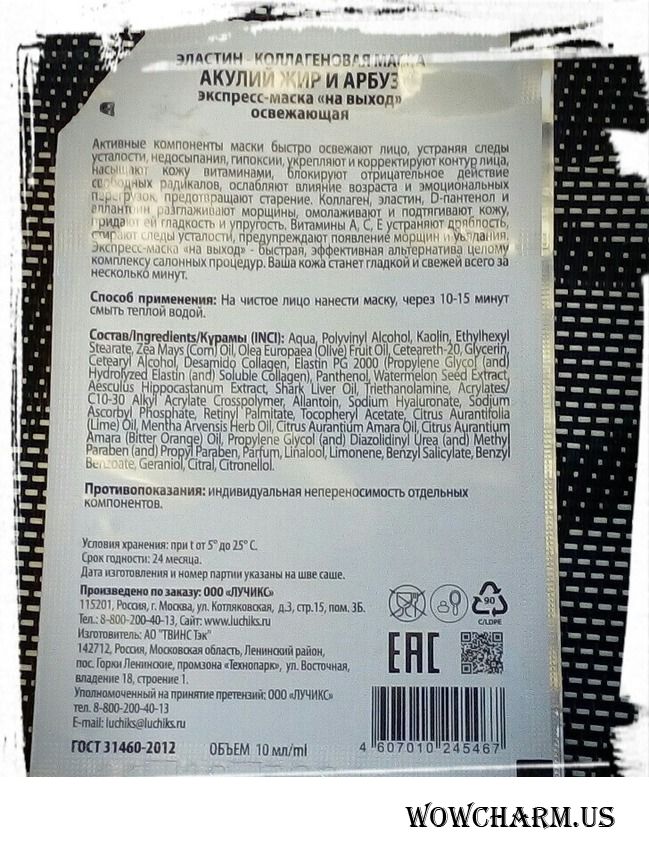 ЭЛАСТИН - КОЛЛАГЕНОВАЯ МАСКА
АКУЛИЙ ЖИР И АРБУЗ
экспресс-маска «на выход»
освежающая
Активные компоненты маски быстро освежают лицо, устраняя следы
усталости, недосыпания, гипоксии, укрепляют и корректируют контур лица,
насыщают кожу витаминами, блокируют отрицательное действие
свободных радикалов, ослабляют влияние возраста и эмоциональных
перегрузок, предотвращают старение. Коллаген, эластин, D-пантенол и
аллантоин разглаживают морщины, омолаживают и подтягивают кожу,
придают ей гладкость и упругость. Витамины А, С, Е устраняют дряблость,
стирают следы усталости, предупреждают появление морщин и увядания.
Экспресс-маска «на выход» - быстрая, эффективная альтернатива целому
комплексу салонных процедур. Ваша кожа станет гладкой и свежей всего за
несколько минут.
Способ применения: На чистое лицо нанести маску, через 10-15 минут
смыть теплой водой.
Состав/Ingredients/Курамы (INCI): Aqua, Polyvinyl Alcohol, Kaolin, Ethylhexyl
Stearate, Zea Mays (Corn) Oil, Olea Europaea (Olive) Fruit Oil, Ceteareth-20, Glycerin,
Cetearyl Alcohol, Desamido Collagen, Elastin PG 2000 (Propylene Glycol (and)
Hydrolyzed Elastin (and) Soluble Collagen), Panthenol, Watermelon Seed Extract,
Aesculus Hippocastanum Extract, Shark Liver Oil, Triethanolamine, Acrylates/
C10-30 Alkyl Acrylate Crosspolymer, Allantoin, Sodium Hyaluronate, Sodium
Ascorbyl Phosphate, Retinyl Palmitate, Tocopheryl Acetate, Citrus Aurantifolia
(Lime) Oil, Mentha Arvensis Herb Oil, Citrus Aurantium Amara Oil, Citrus Aurantium
Amara (Bitter Orange) Oil, Propylene Glycol (and) Diazolidinyl Urea (and) Methyl
Paraben (and) Propyl Paraben, Parfum, Linalool, Limonene, Benzyl Salicylate, Benzyl
Benzoate, Geraniol, Citral, Citronellol.
Противопоказания: индивидуальная непереносимость отдельных
компонентов.
Условия хранения: при t от 5° до 25° С.
Срок годности: 24 месяца.
Дата изготовления и номер партии указаны на шве саше.
Произведено по заказу: ООО «ЛУЧИКС»
115201, Россия, г. Москва, ул. Котляковская, д.3, стр.15, пом. 3Б.
Тел.: 8-800-200-40-13, Сайт: www.luchiks.ru
Изготовитель: АО "ТВИНС Тэк"
142712, Россия, Московская область, Ленинский район,
пос. Горки Ленинские, промзона «Технопарк», ул. Восточная,
владение 18, строение 1.
Уполномоченный на принятие претензий: ООО «ЛУЧИКС»
тел. 8-800-200-40-13
E-mail: luchiks@luchiks.ru
ГОСТ 31460-2012 ОБЪЕМ 10 мл/ml
90
C/LDPE
EAC
4 607010 245467
WOWCHARM.US